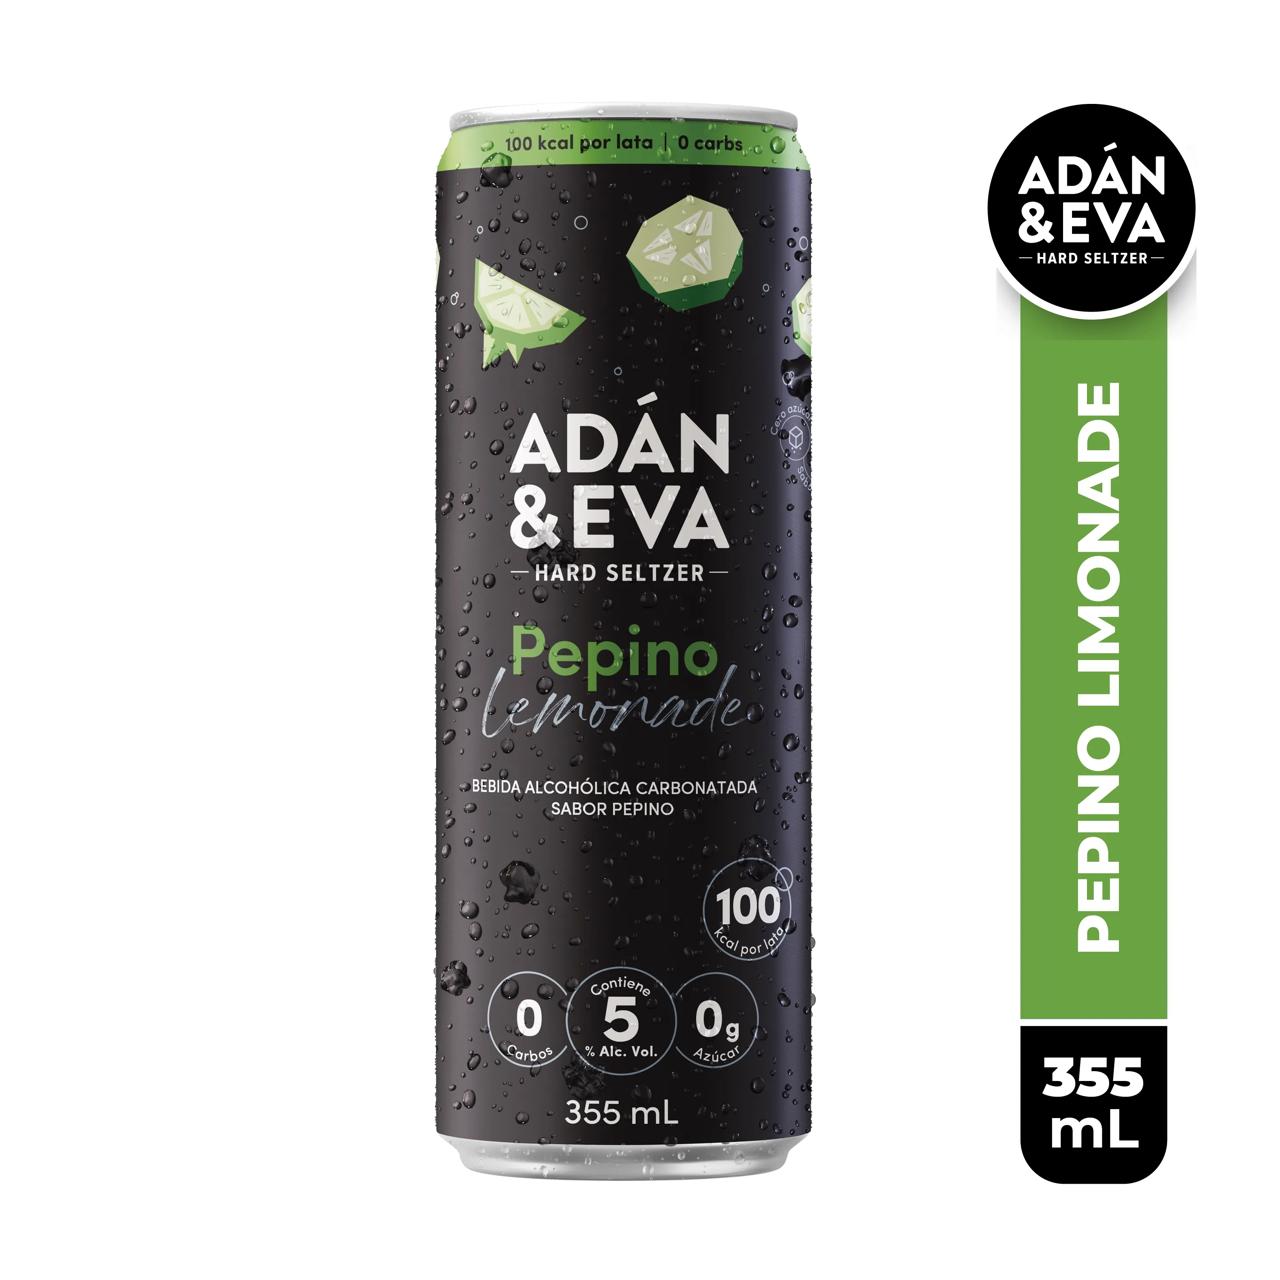 100 kcal por lata | 0 carbs
ADÁN
& EVA
HARD SELTZER
Pepino
Lemonade
BEBIDA ALCOHÓLICA CARBONATADA
SABOR PEPINO
100
kcal por lata
0
Carbos
Contiene
5
% Alc. Vol.
0g
Azúcar
355 mL
Cero azúcar
ADÁN
& EVA
HARD SELTZER
PEPINO LIMONADE
355
mL